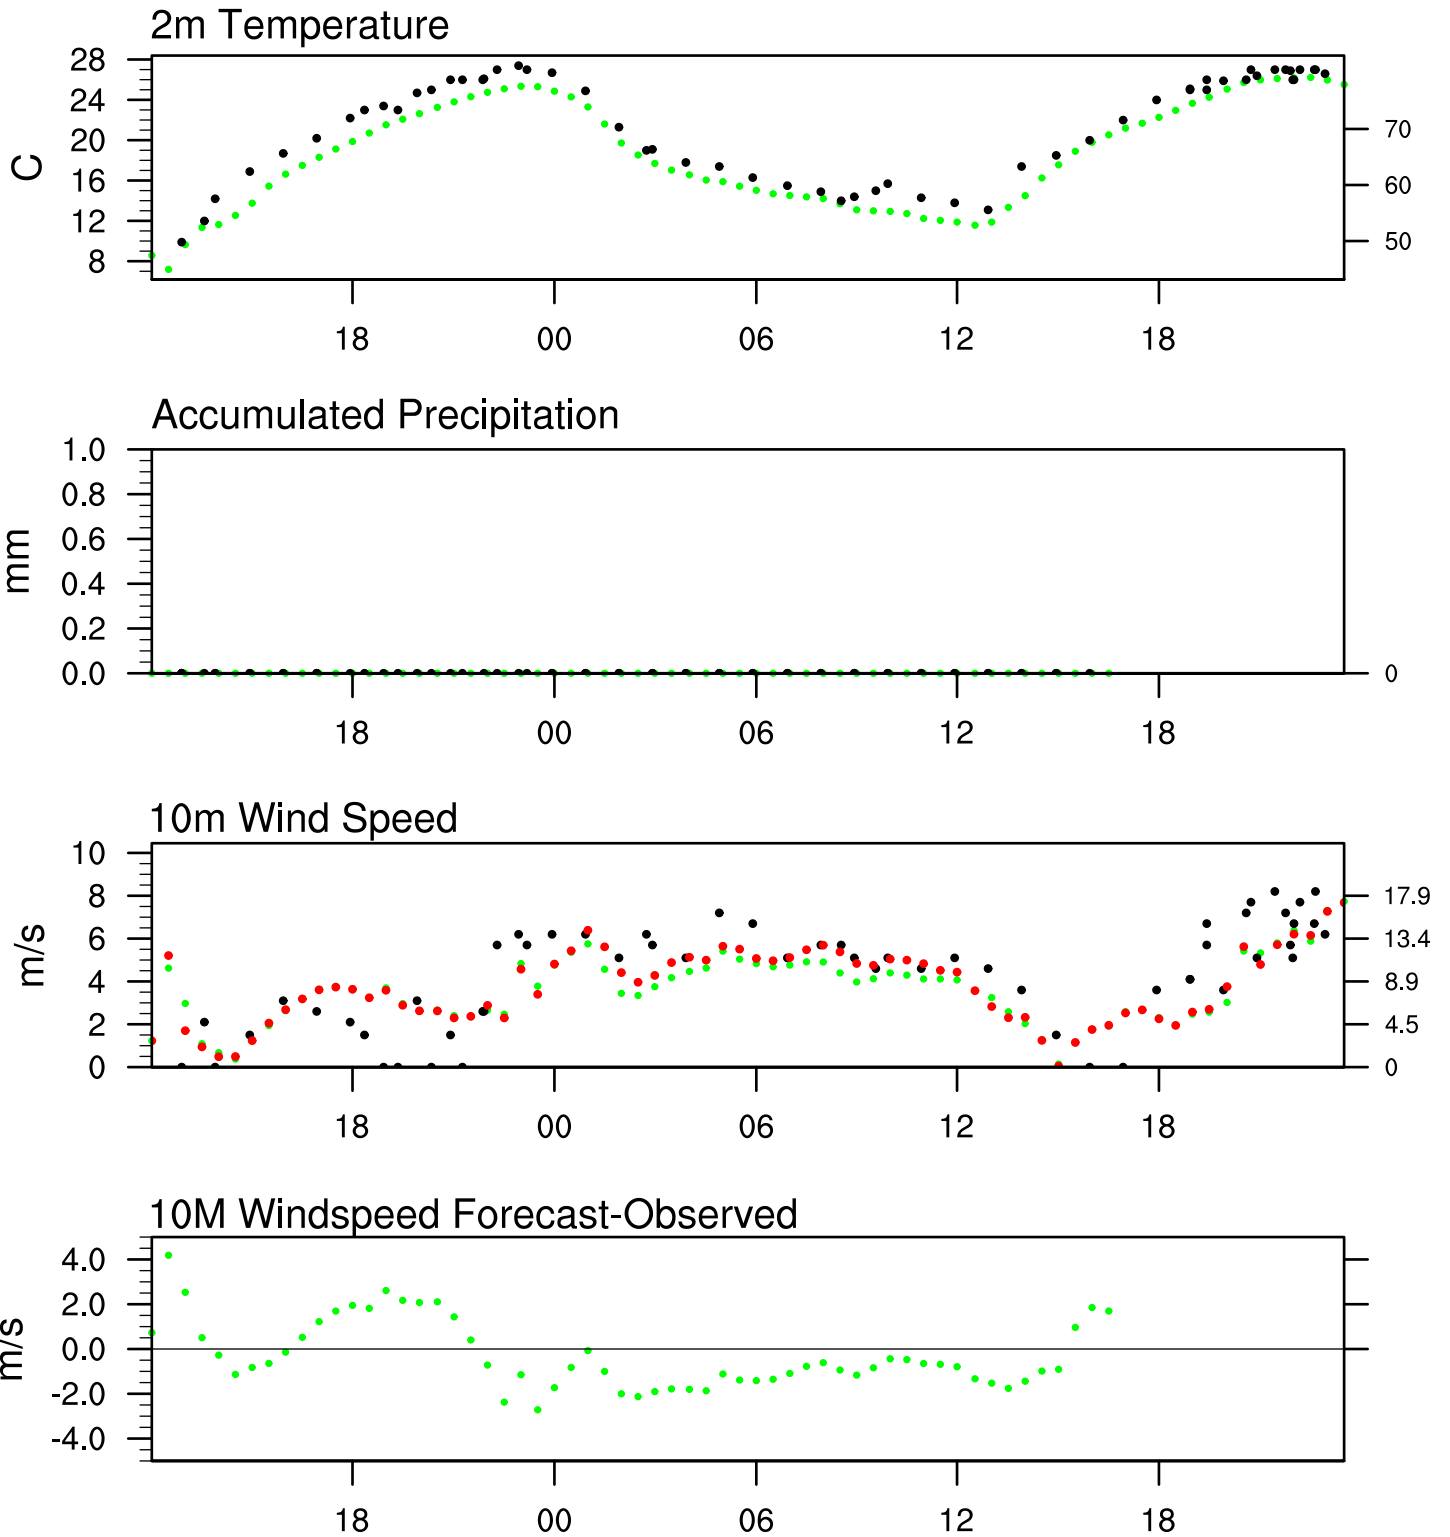 2m Temperature
28
24
20
16
12
8
C
70
60
50
18 00 06 12 18
Accumulated Precipitation
1.0
0.8
0.6
0.4
0.2
0.0
mm
0
18 00 06 12 18
10m Wind Speed
10
8
6
4
2
0
m/s
17.9
13.4
8.9
4.5
0
18 00 06 12 18
10M Windspeed Forecast-Observed
4.0
2.0
0.0
-2.0
-4.0
m/s
18 00 06 12 18